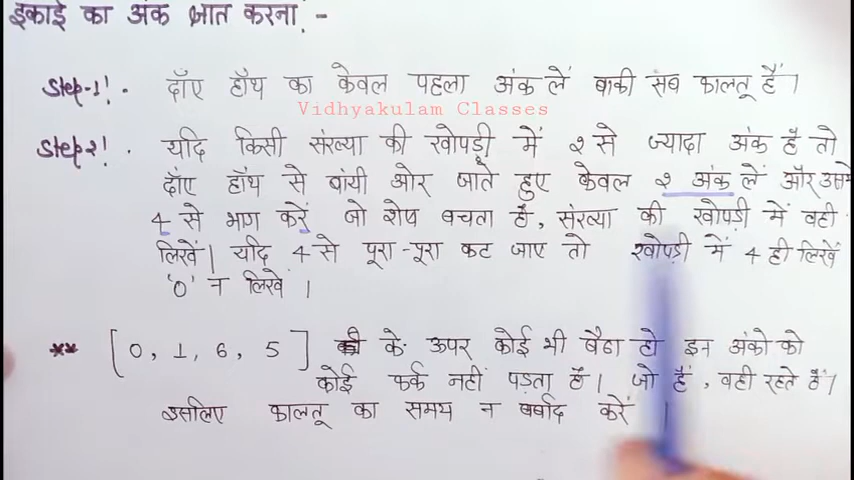 इकाई का अंक ज्ञात करना :-
Step-1!. दाँए हाँथ का केवल पहला अंक लें बाकी सब फालतू हैं।
Vidhyakulam Classes
Step 2!. यदि किसी संख्या की खोपड़ी में २ से ज्यादा अंक हैं तो
दाँए हाँथ से बांयी ओर जाते हुए केवल २ अंक लें और उसमे
4 से भाग करें जो शेष बचता है, संख्या की खोपड़ी में वही
लिखें। यदि 4 से पूरा-पूरा कट जाए तो खोपड़ी में 4 ही लिखें
'0' न लिखें।
** [0, 1, 6, 5] के ऊपर कोई भी बैठा हो इन अंको को
कोई फर्क नहीं पड़ता है। जो हैं, वही रहते हैं।
इसलिए फालतू का समय न बर्बाद करें।